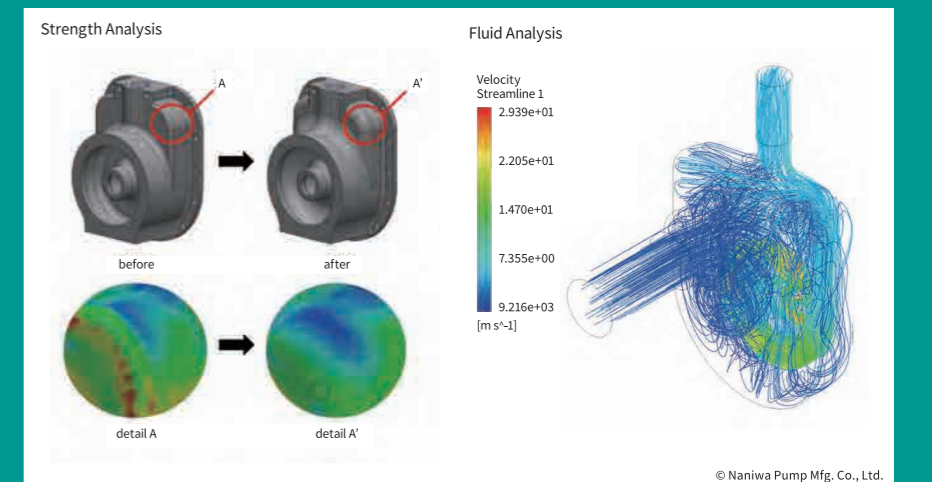 Strength Analysis
A
A'
before
after
detail A
detail A'
Fluid Analysis
Velocity
Streamline 1
2.939e+01
2.205e+01
1.470e+01
7.355e+00
9.216e+03
[m s^-1]
© Naniwa Pump Mfg. Co., Ltd.